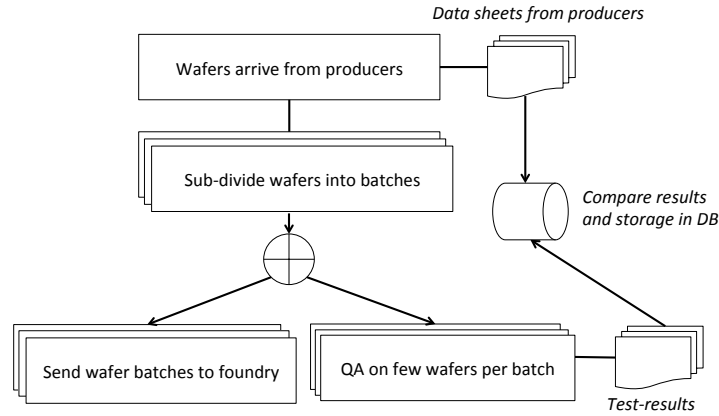 Data sheets from producers
Wafers arrive from producers
Sub-divide wafers into batches
Compare results
and storage in DB
Send wafer batches to foundry
QA on few wafers per batch
Test-results